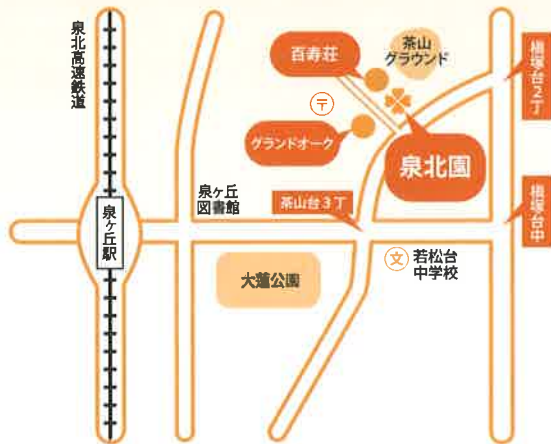 泉北
高速鉄道
百寿荘
茶山
グラウンド
槇塚台2丁
〒
グランドオーク
泉北園
泉ヶ丘
図書館
茶山台3丁
槇塚台中
泉ヶ丘駅
文
若松台
中学校
大蓮公園